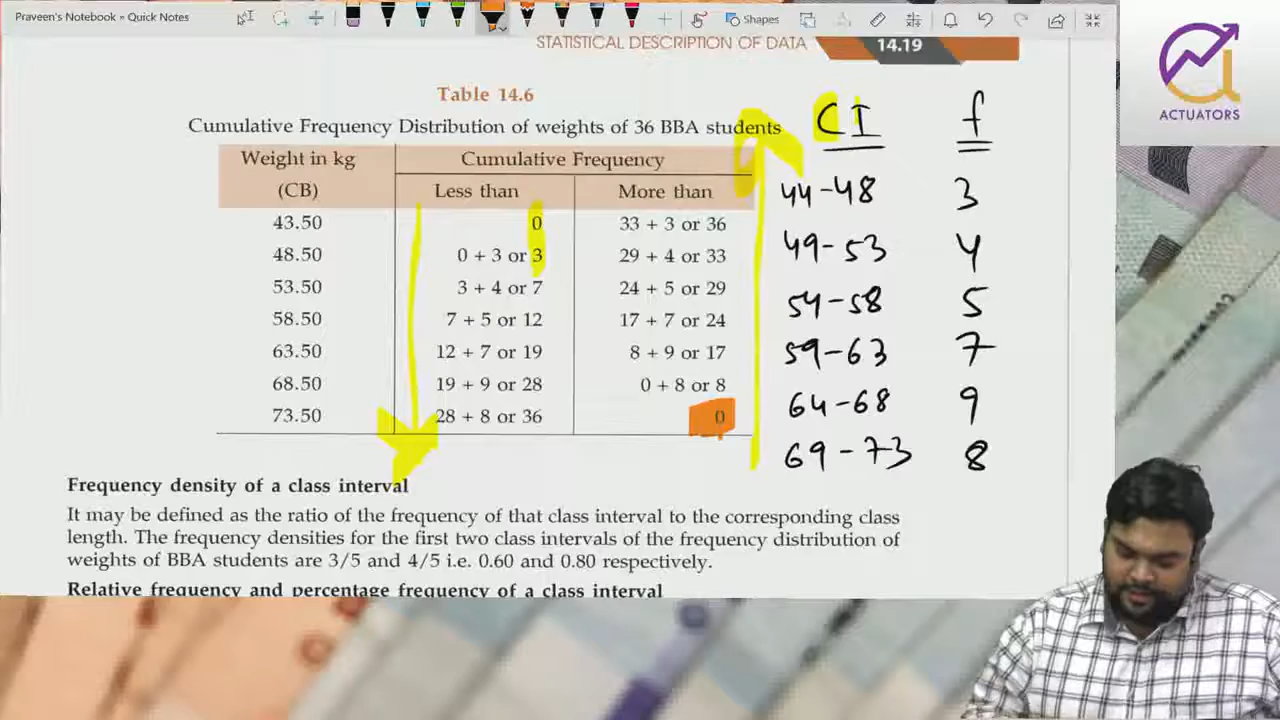 Praveen's Notebook » Quick Notes
Shapes
STATISTICAL DESCRIPTION OF DATA 14.19
ACTUATORS
Table 14.6
Cumulative Frequency Distribution of weights of 36 BBA students
Weight in kg Cumulative Frequency
(CB) Less than More than
43.50 0 33 + 3 or 36
48.50 0 + 3 or 3 29 + 4 or 33
53.50 3 + 4 or 7 24 + 5 or 29
58.50 7 + 5 or 12 17 + 7 or 24
63.50 12 + 7 or 19 8 + 9 or 17
68.50 19 + 9 or 28 0 + 8 or 8
73.50 28 + 8 or 36 0
CI f
44-48 3
49-53 4
54-58 5
59-63 7
64-68 9
69-73 8
Frequency density of a class interval
It may be defined as the ratio of the frequency of that class interval to the corresponding class
length. The frequency densities for the first two class intervals of the frequency distribution of
weights of BBA students are 3/5 and 4/5 i.e. 0.60 and 0.80 respectively.
Relative frequency and percentage frequency of a class interval